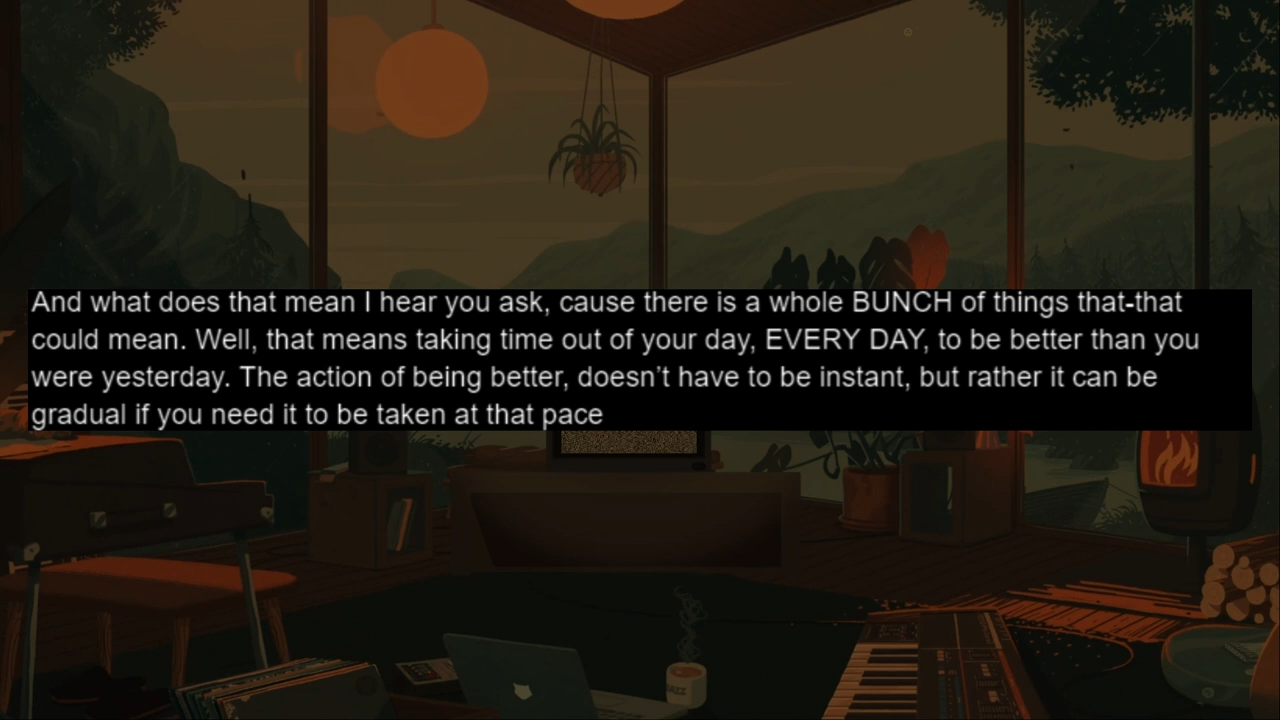 And what does that mean I hear you ask, cause there is a whole BUNCH of things that-that
could mean. Well, that means taking time out of your day, EVERY DAY, to be better than you
were yesterday. The action of being better, doesn’t have to be instant, but rather it can be
gradual if you need it to be taken at that pace
JAZZ